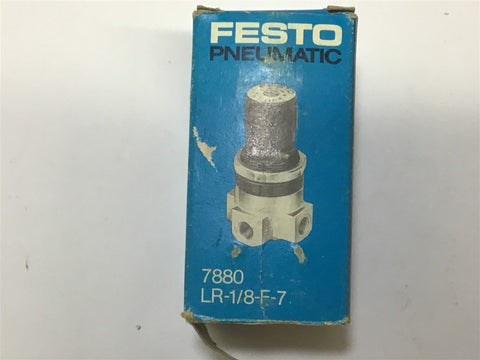 FESTO
PNEUMATIC
7880
LR-1/8-F-7